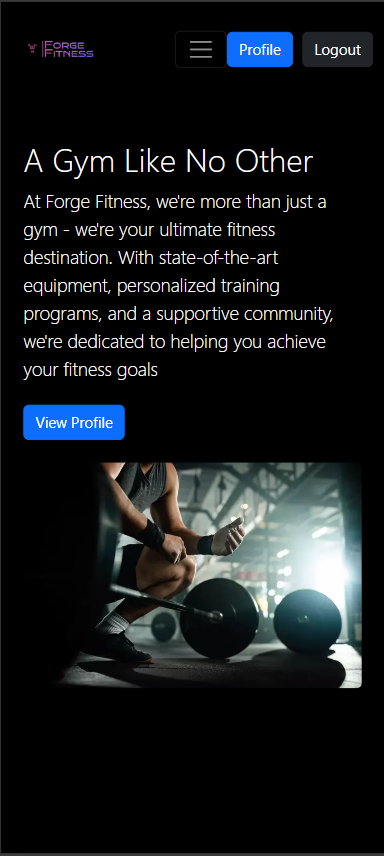 FORGE
FITNESS
Profile
Logout
A Gym Like No Other
At Forge Fitness, we're more than just a
gym - we're your ultimate fitness
destination. With state-of-the-art
equipment, personalized training
programs, and a supportive community,
we're dedicated to helping you achieve
your fitness goals
View Profile